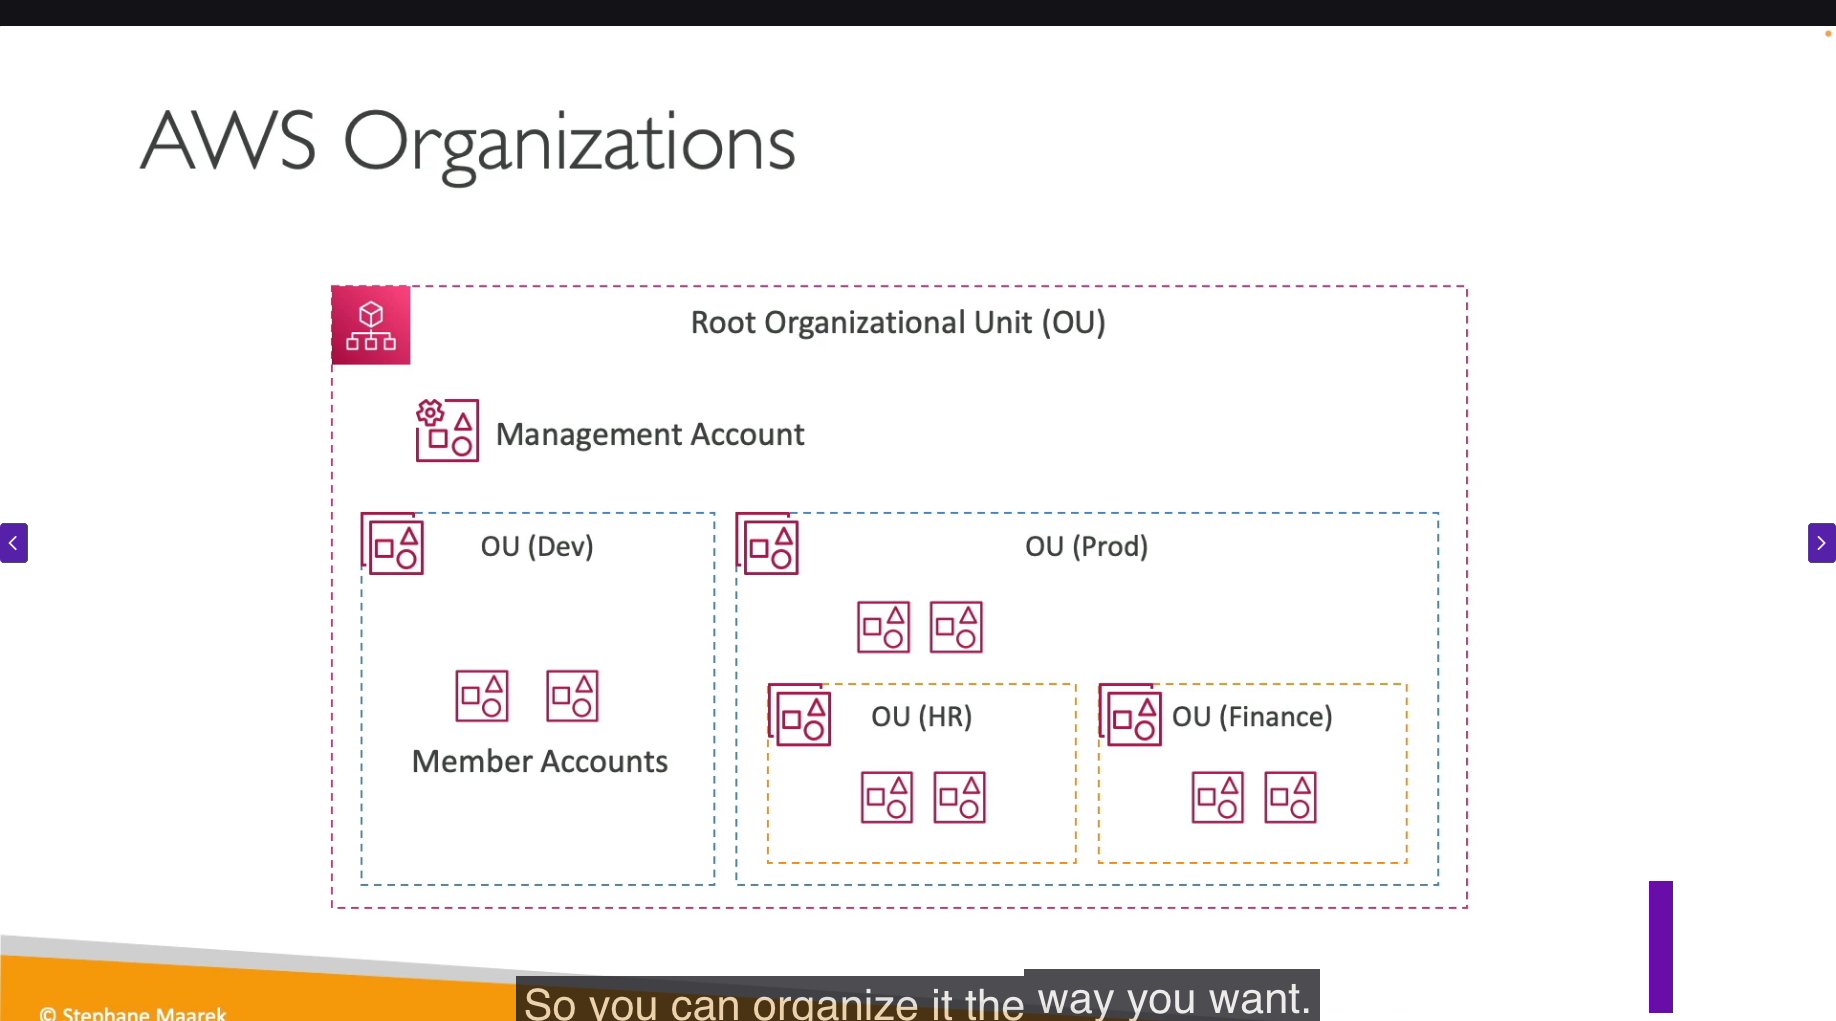 AWS Organizations
Root Organizational Unit (OU)
Management Account
OU (Dev)
OU (Prod)
OU (HR)
OU (Finance)
Member Accounts
So you can organize it the way you want.
© Stephane Maarek